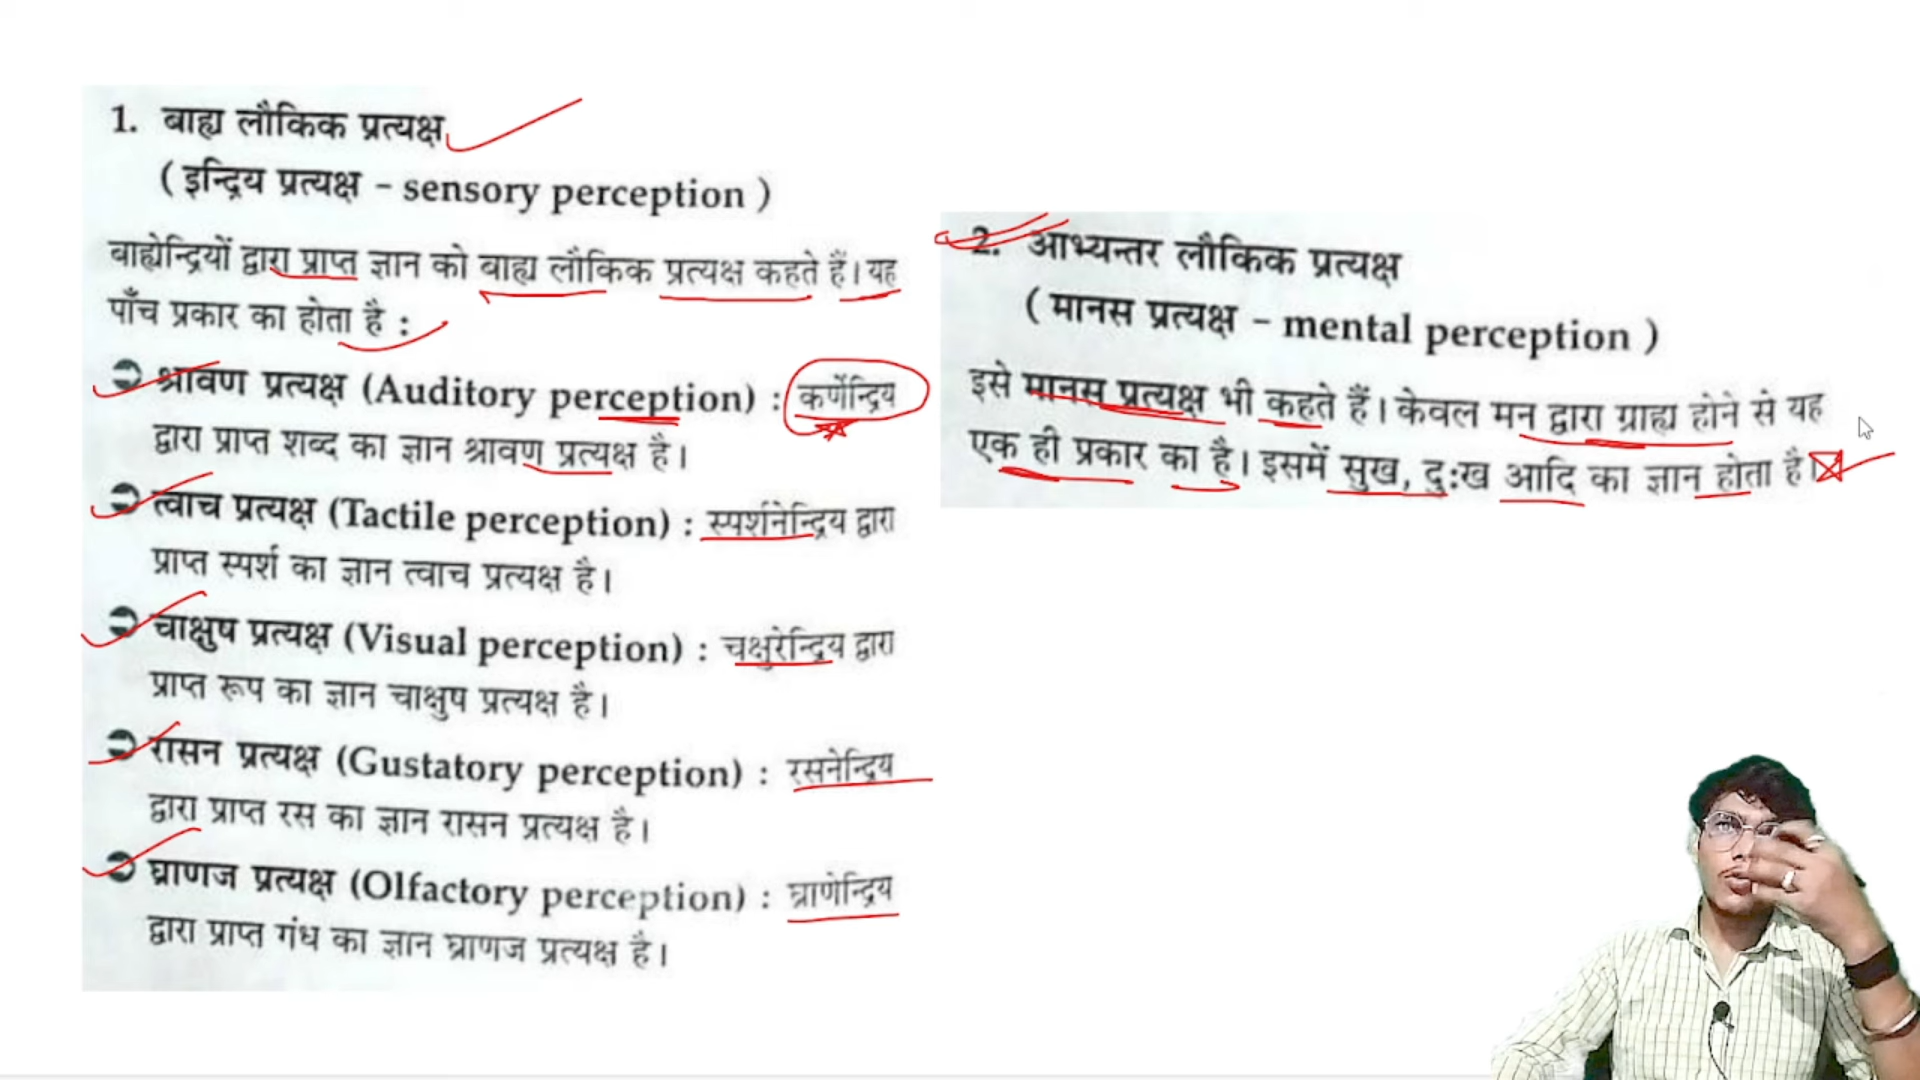 1. बाह्य लौकिक प्रत्यक्ष
( इन्द्रिय प्रत्यक्ष – sensory perception )
बाह्येन्द्रियों द्वारा प्राप्त ज्ञान को बाह्य लौकिक प्रत्यक्ष कहते हैं। यह
पाँच प्रकार का होता है :
श्रावण प्रत्यक्ष (Auditory perception) : कर्णेन्द्रिय
द्वारा प्राप्त शब्द का ज्ञान श्रावण प्रत्यक्ष है।
त्वाच प्रत्यक्ष (Tactile perception) : स्पर्शनेन्द्रिय द्वारा
प्राप्त स्पर्श का ज्ञान त्वाच प्रत्यक्ष है।
चाक्षुष प्रत्यक्ष (Visual perception) : चक्षुरेन्द्रिय द्वारा
प्राप्त रूप का ज्ञान चाक्षुष प्रत्यक्ष है।
रासन प्रत्यक्ष (Gustatory perception) : रसनेन्द्रिय
द्वारा प्राप्त रस का ज्ञान रासन प्रत्यक्ष है।
घ्राणज प्रत्यक्ष (Olfactory perception) : घ्राणेन्द्रिय
द्वारा प्राप्त गंध का ज्ञान घ्राणज प्रत्यक्ष है।
2. आभ्यन्तर लौकिक प्रत्यक्ष
( मानस प्रत्यक्ष – mental perception )
इसे मानस प्रत्यक्ष भी कहते हैं। केवल मन द्वारा ग्राह्य होने से यह
एक ही प्रकार का है। इसमें सुख, दुःख आदि का ज्ञान होता है।